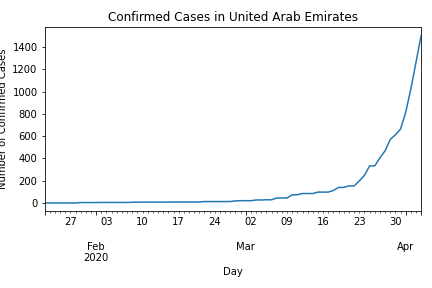 Confirmed Cases in United Arab Emirates
Number of Confirmed Cases
1400
1200
1000
800
600
400
200
0
27 03 10 17 24 02 09 16 23 30
Feb Mar Apr
2020
Day